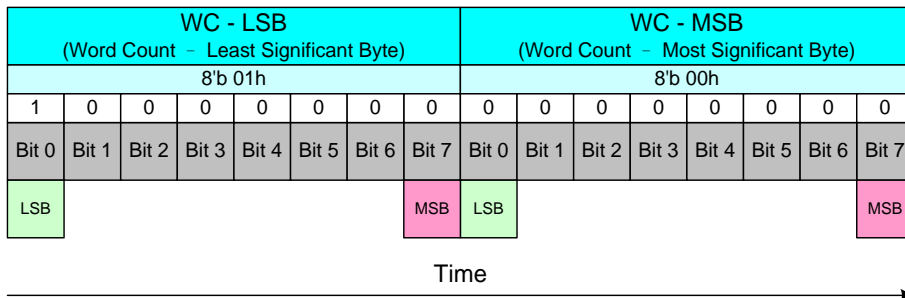 WC - LSB WC - MSB
(Word Count – Least Significant Byte) (Word Count – Most Significant Byte)
8'b 01h 8'b 00h
1 0 0 0 0 0 0 0 0 0 0 0 0 0 0 0
Bit 0 Bit 1 Bit 2 Bit 3 Bit 4 Bit 5 Bit 6 Bit 7 Bit 0 Bit 1 Bit 2 Bit 3 Bit 4 Bit 5 Bit 6 Bit 7
LSB MSB LSB MSB
Time